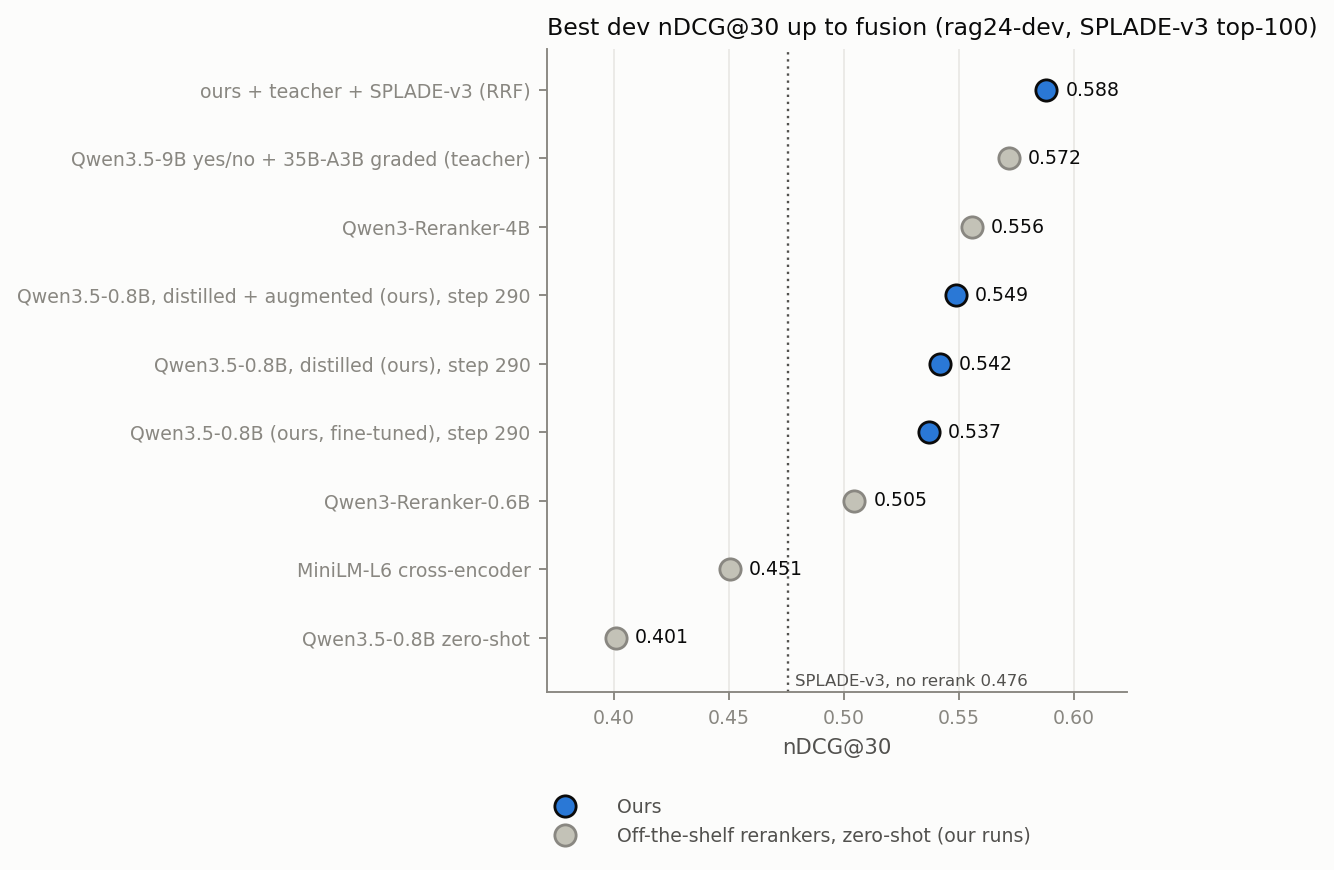 Best dev nDCG@30 up to fusion (rag24-dev, SPLADE-v3 top-100)
ours + teacher + SPLADE-v3 (RRF)
0.588
Qwen3.5-9B yes/no + 35B-A3B graded (teacher)
0.572
Qwen3-Reranker-4B
0.556
Qwen3.5-0.8B, distilled + augmented (ours), step 290
0.549
Qwen3.5-0.8B, distilled (ours), step 290
0.542
Qwen3.5-0.8B (ours, fine-tuned), step 290
0.537
Qwen3-Reranker-0.6B
0.505
MiniLM-L6 cross-encoder
0.451
Qwen3.5-0.8B zero-shot
0.401
SPLADE-v3, no rerank 0.476
0.40 0.45 0.50 0.55 0.60
nDCG@30
Ours
Off-the-shelf rerankers, zero-shot (our runs)